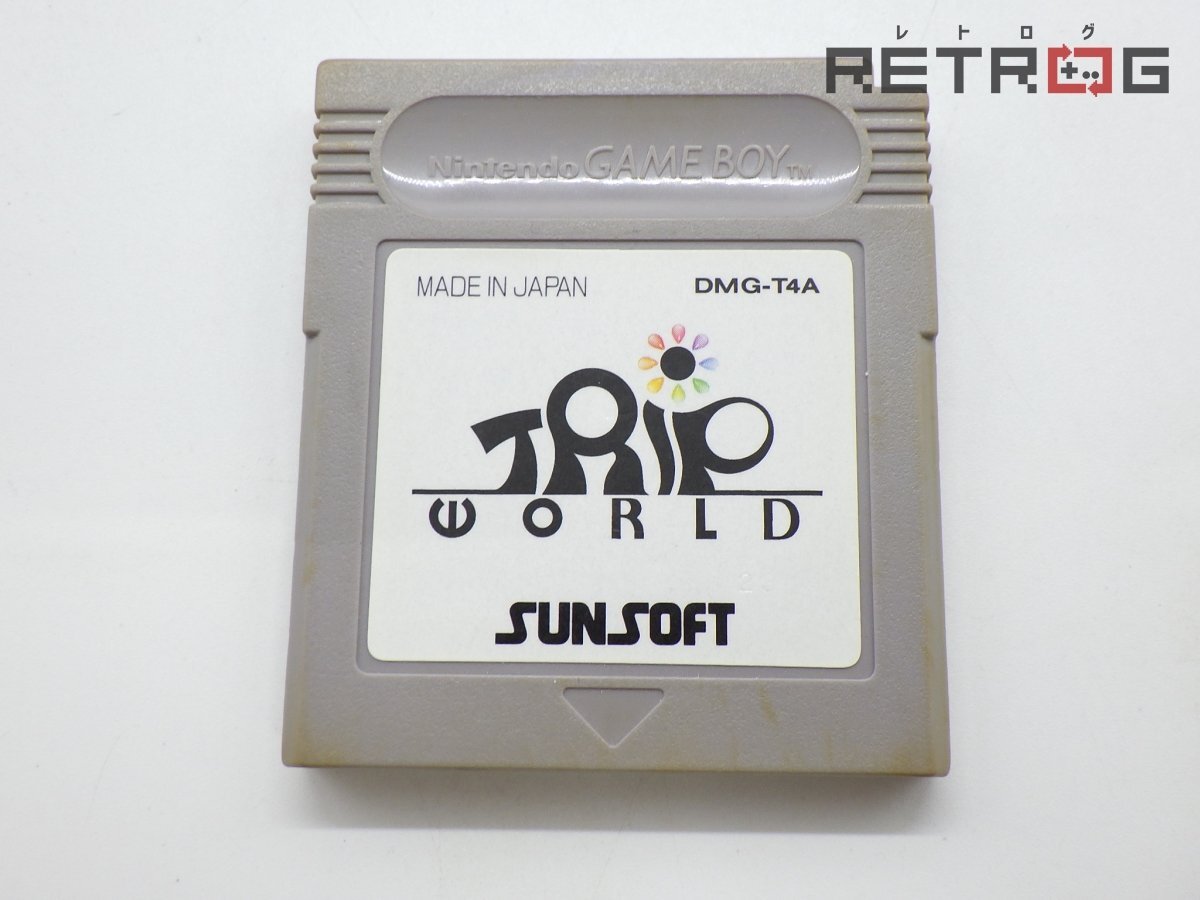 レトログ
RETROG
Nintendo GAME BOY TM
MADE IN JAPAN DMG-T4A
TRIP
WORLD
SUNSOFT